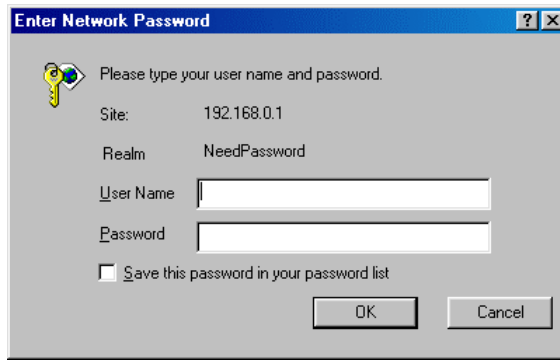 Enter Network Password
Please type your user name and password.
Site: 192.168.0.1
Realm NeedPassword
User Name
Password
Save this password in your password list
OK Cancel